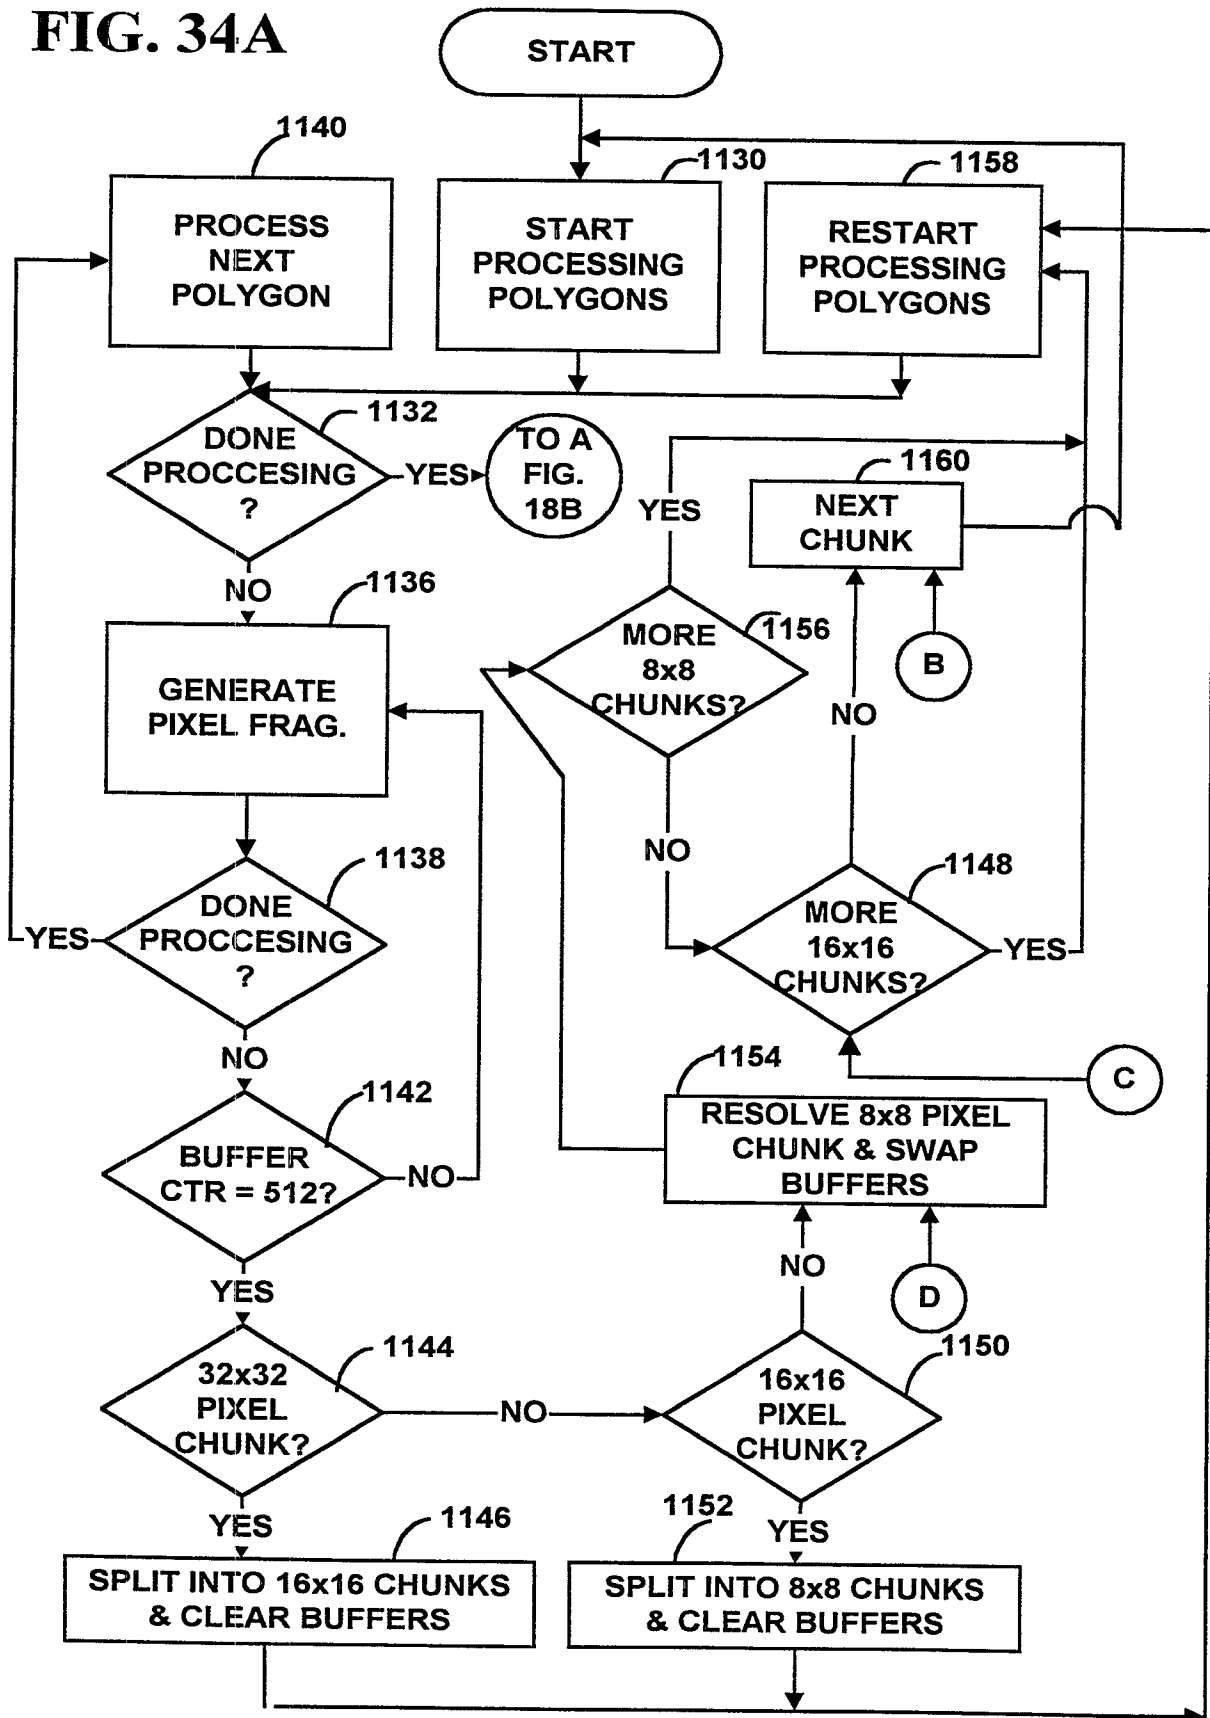 FIG. 34A
START
1140
1130
1158
PROCESS
NEXT
POLYGON
START
PROCESSING
POLYGONS
RESTART
PROCESSING
POLYGONS
1132
DONE
PROCCESING
?
YES
TO A
FIG.
18B
NO
1136
GENERATE
PIXEL FRAG.
YES
1160
NEXT
CHUNK
1156
MORE
8x8
CHUNKS?
B
NO
NO
1138
DONE
PROCCESING
?
YES
NO
1148
MORE
16x16
CHUNKS?
YES
C
1142
BUFFER
CTR = 512?
NO
YES
1154
RESOLVE 8x8 PIXEL
CHUNK & SWAP
BUFFERS
NO
D
1144
32x32
PIXEL
CHUNK?
NO
1150
16x16
PIXEL
CHUNK?
YES
1146
SPLIT INTO 16x16 CHUNKS
& CLEAR BUFFERS
YES
1152
SPLIT INTO 8x8 CHUNKS
& CLEAR BUFFERS